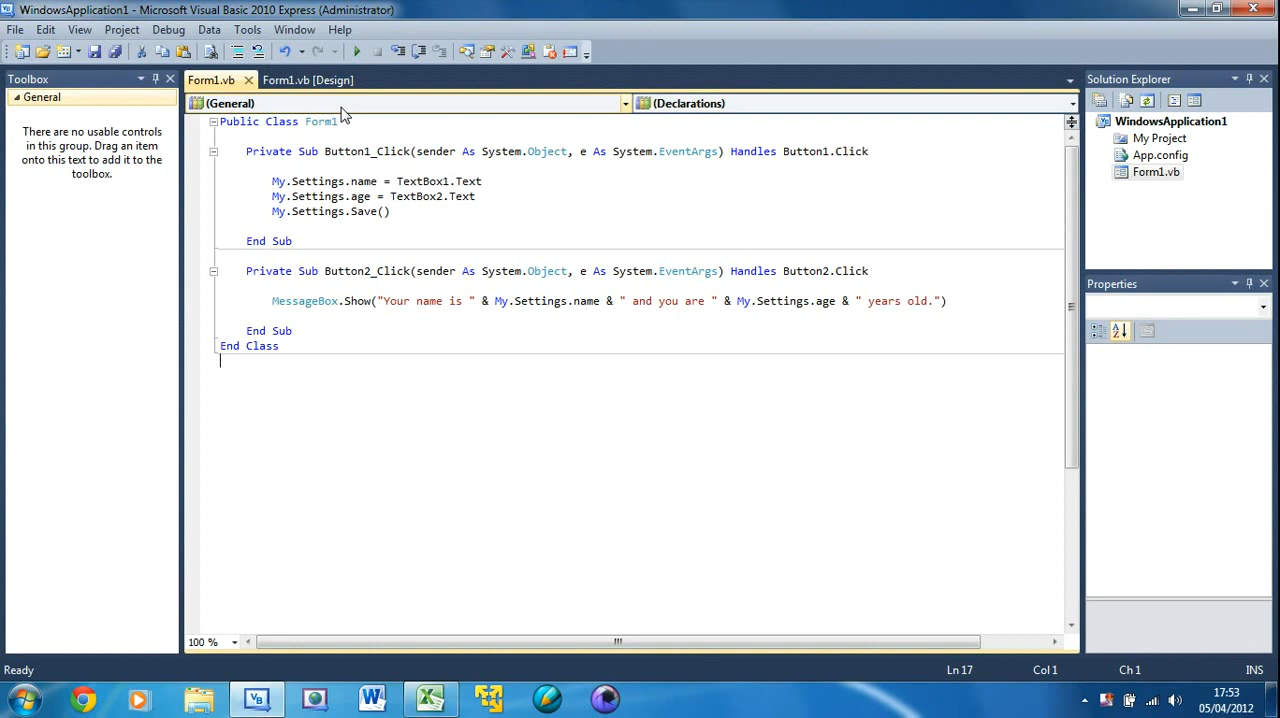 WindowsApplication1 - Microsoft Visual Basic 2010 Express (Administrator)
File Edit View Project Debug Data Tools Window Help
Toolbox
General
There are no usable controls
in this group. Drag an item
onto this text to add it to the
toolbox.
Form1.vb Form1.vb [Design]
(General) (Declarations)
Public Class Form1
Private Sub Button1_Click(sender As System.Object, e As System.EventArgs) Handles Button1.Click
My.Settings.name = TextBox1.Text
My.Settings.age = TextBox2.Text
My.Settings.Save()
End Sub
Private Sub Button2_Click(sender As System.Object, e As System.EventArgs) Handles Button2.Click
MessageBox.Show("Your name is " & My.Settings.name & " and you are " & My.Settings.age & " years old.")
End Sub
End Class
100 %
Solution Explorer
WindowsApplication1
My Project
App.config
Form1.vb
Properties
Ready Ln 17 Col 1 Ch 1 INS
17:53
05/04/2012